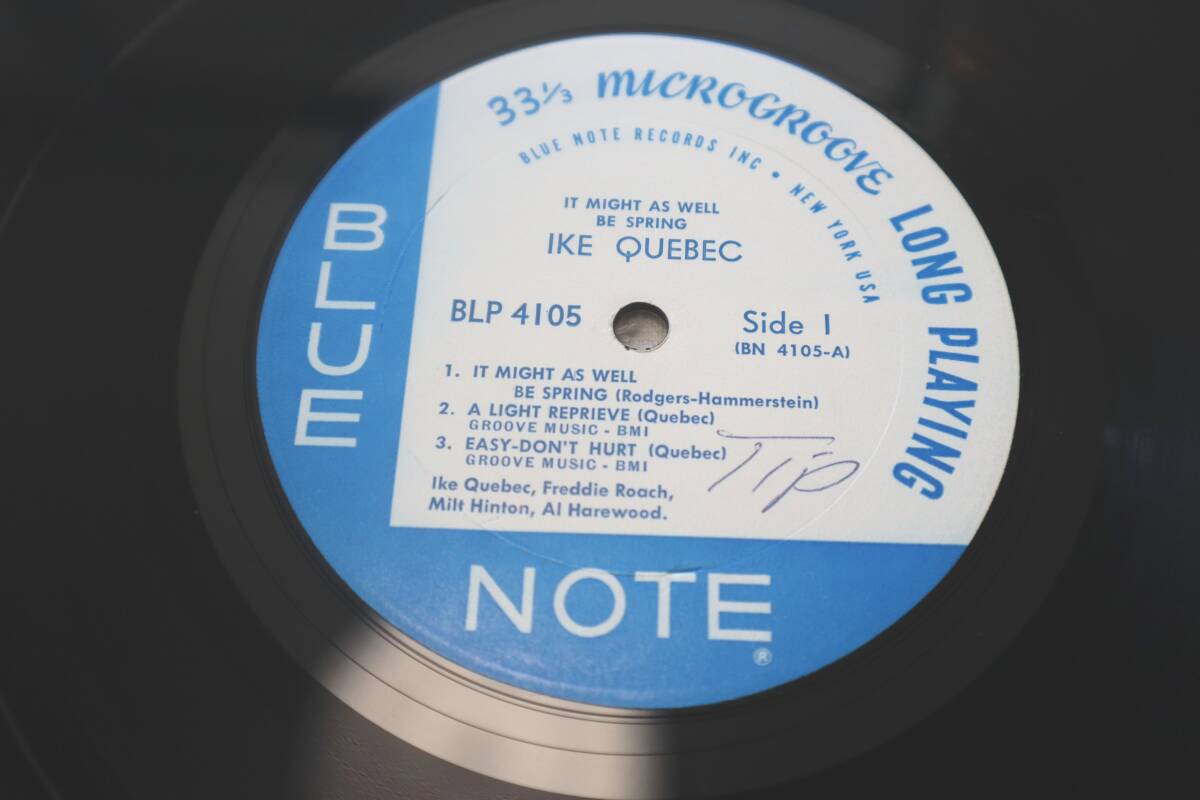 33⅓ MICROGROOVE LONG PLAYING
BLUE NOTE RECORDS INC • NEW YORK USA
IT MIGHT AS WELL
BE SPRING
IKE QUEBEC
BLP 4105
Side 1
(BN 4105-A)
1. IT MIGHT AS WELL
BE SPRING (Rodgers-Hammerstein)
2. A LIGHT REPRIEVE (Quebec)
GROOVE MUSIC - BMI
3. EASY-DON'T HURT (Quebec)
GROOVE MUSIC - BMI
Tip
Ike Quebec, Freddie Roach,
Milt Hinton, Al Harewood.
BLUE
NOTE
®